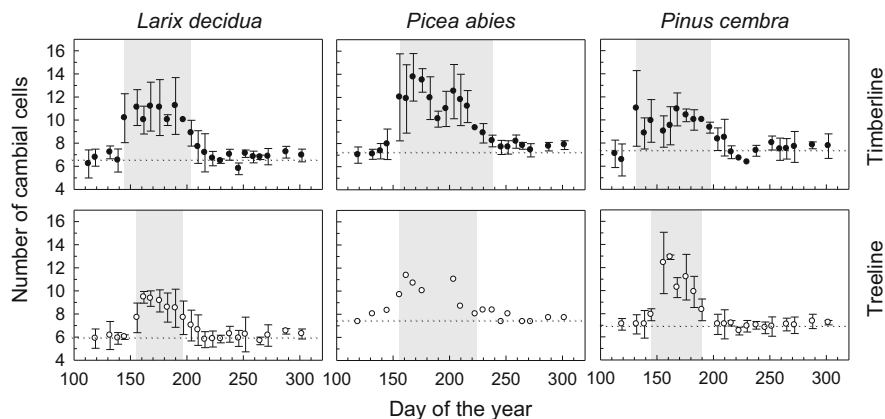 Larix decidua Picea abies Pinus cembra
16
14
12
10
8
6
4
Timberline
Number of cambial cells
16
14
12
10
8
6
4
Treeline
100 150 200 250 300 100 150 200 250 300 100 150 200 250 300
Day of the year